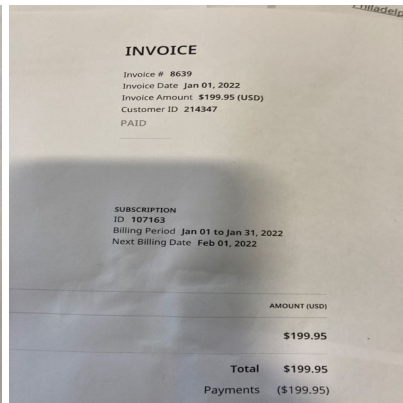 Philadelp
INVOICE
Invoice # 8639
Invoice Date Jan 01, 2022
Invoice Amount $199.95 (USD)
Customer ID 214347
PAID
SUBSCRIPTION
ID 107163
Billing Period Jan 01 to Jan 31, 2022
Next Billing Date Feb 01, 2022
AMOUNT (USD)
$199.95
Total $199.95
Payments ($199.95)